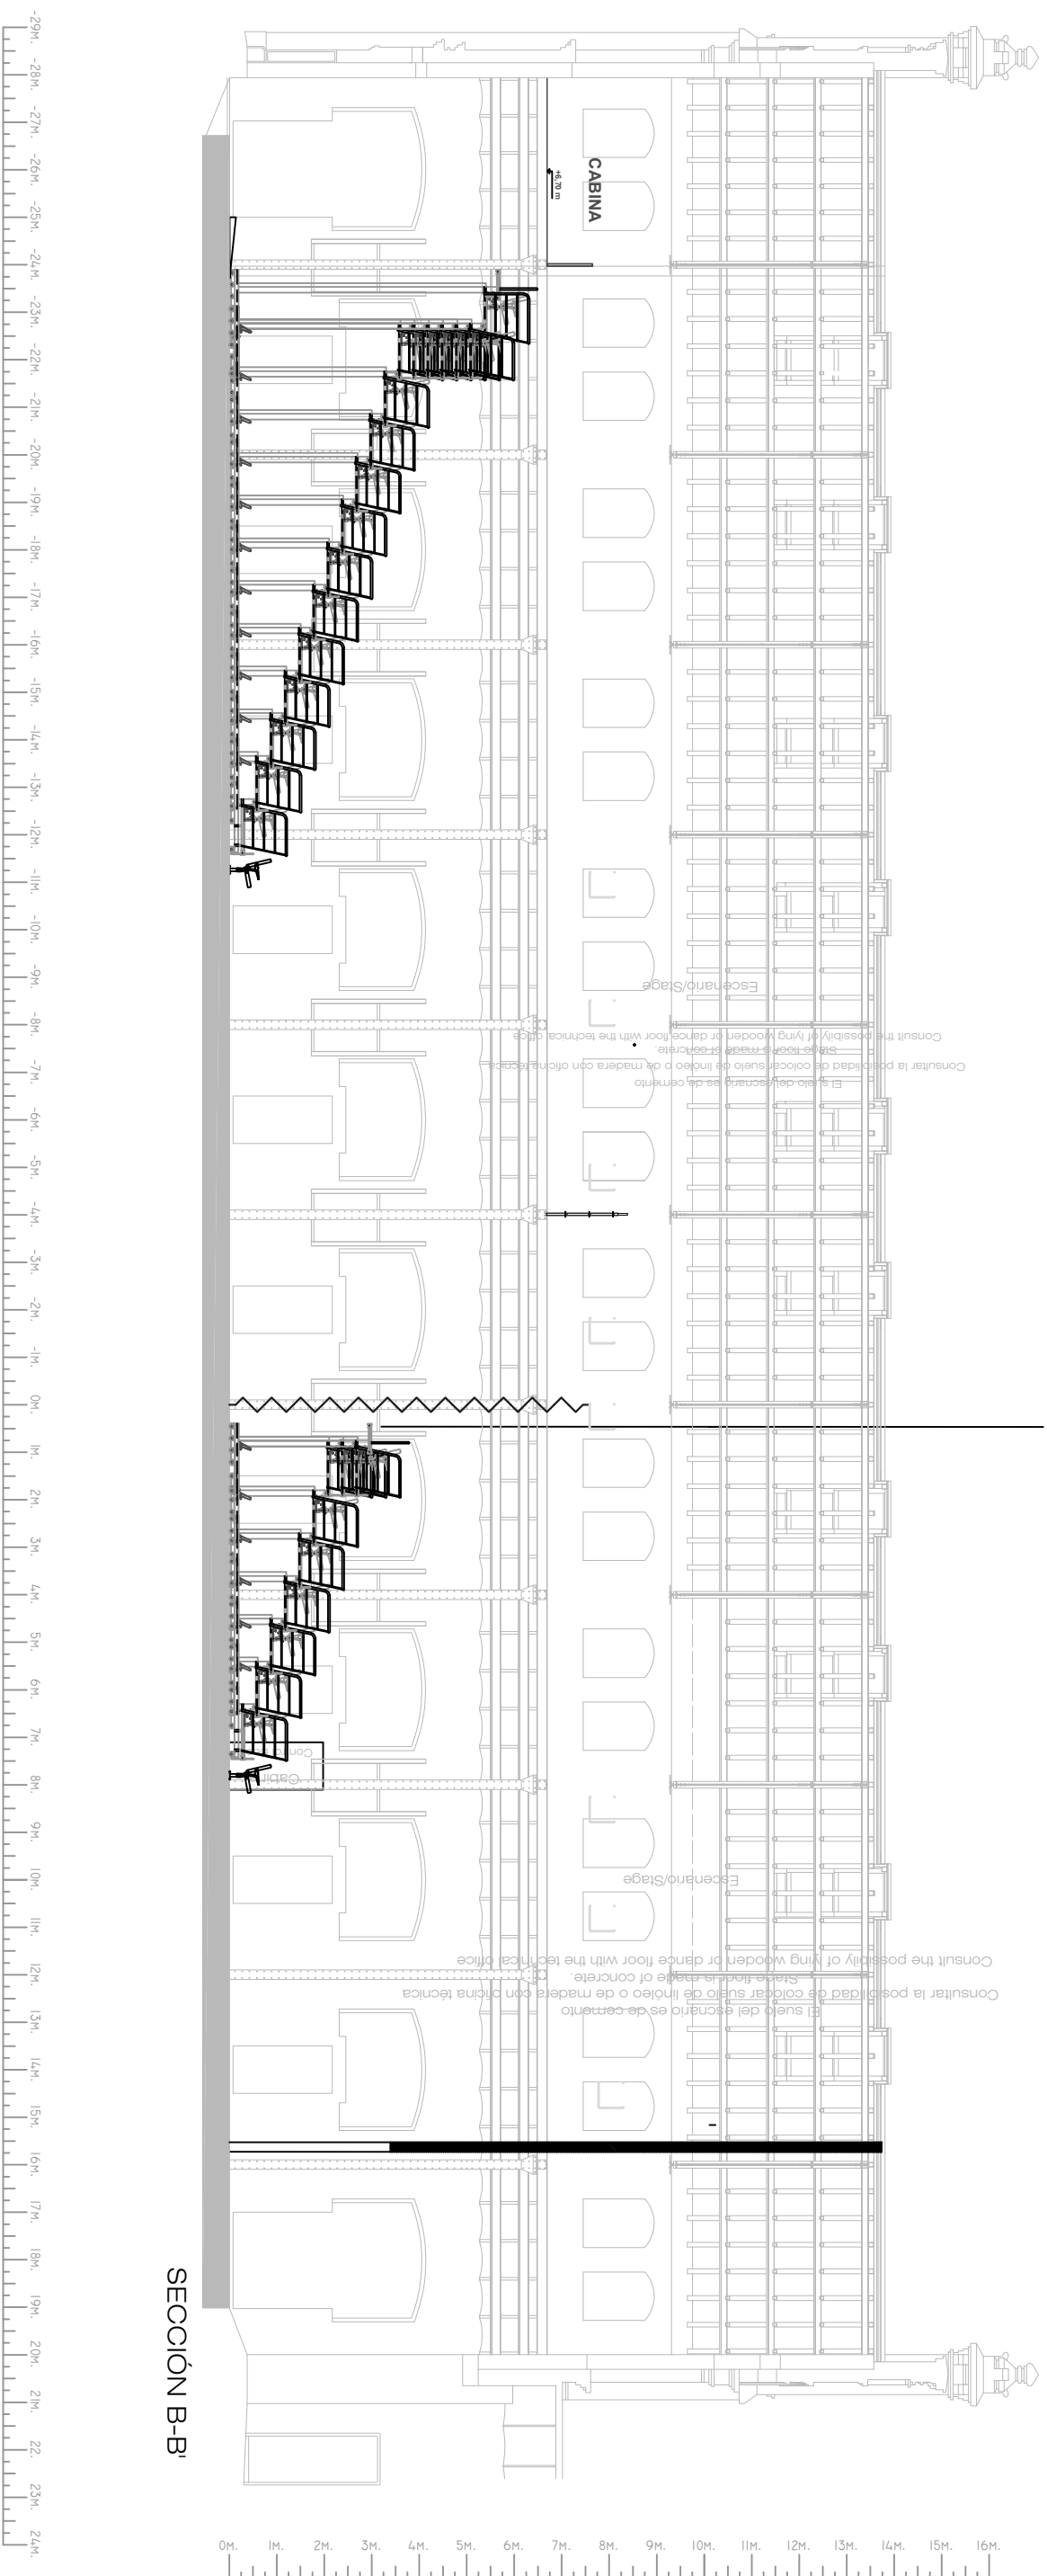 -29M.
-28M.
-27M.
-26M.
-25M.
-24M.
-23M.
-22M.
-21M.
-20M.
-19M.
-18M.
-17M.
-16M.
-15M.
-14M.
-13M.
-12M.
-11M.
-10M.
-9M.
-8M.
-7M.
-6M.
-5M.
-4M.
-3M.
-2M.
-1M.
0M.
1M.
2M.
3M.
4M.
5M.
6M.
7M.
8M.
9M.
10M.
11M.
12M.
13M.
14M.
15M.
16M.
17M.
18M.
19M.
20M.
21M.
22.
23M.
24M.
CABINA
+6,70 m
Escenario/Stage
El suelo del escnario es de cemento
Consultar la posiolidad de colocar suelo de linóleo o de madera con oficina técnica
Stage floor is made of concrete.
Consult the possibily of lying wooden or dance floor with the technical office
Cabin
Escenario/Stage
El suelo del escnario es de cemento
Consultar la posiolidad de colocar suelo de linóleo o de madera con oficina técnica
Stage floor is made of concrete.
Consult the possibily of lying wooden or dance floor with the technical office
SECCIÓN B-B'
0M. 1M. 2M. 3M. 4M. 5M. 6M. 7M. 8M. 9M. 10M. 11M. 12M. 13M. 14M. 15M. 16M.